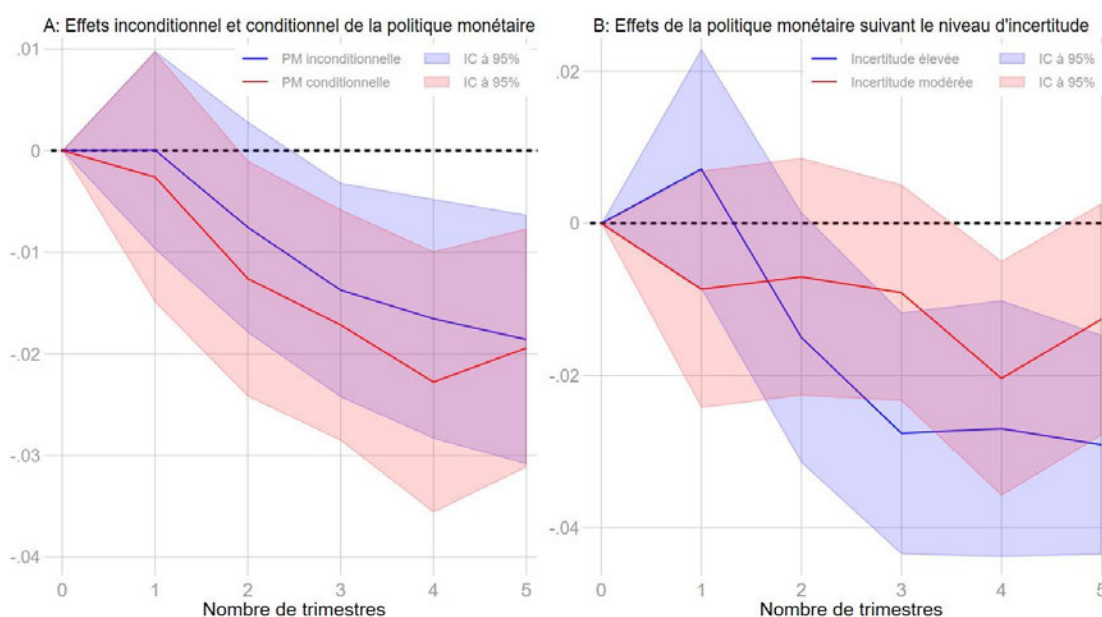 A: Effets inconditionnel et conditionnel de la politique monétaire
.01
PM inconditionnelle IC à 95%
PM conditionnelle IC à 95%
0
-.01
-.02
-.03
-.04
0 1 2 3 4 5
Nombre de trimestres
B: Effets de la politique monétaire suivant le niveau d'incertitude
Incertitude élevée IC à 95%
.02
Incertitude modérée IC à 95%
0
-.02
-.04
0 1 2 3 4 5
Nombre de trimestres